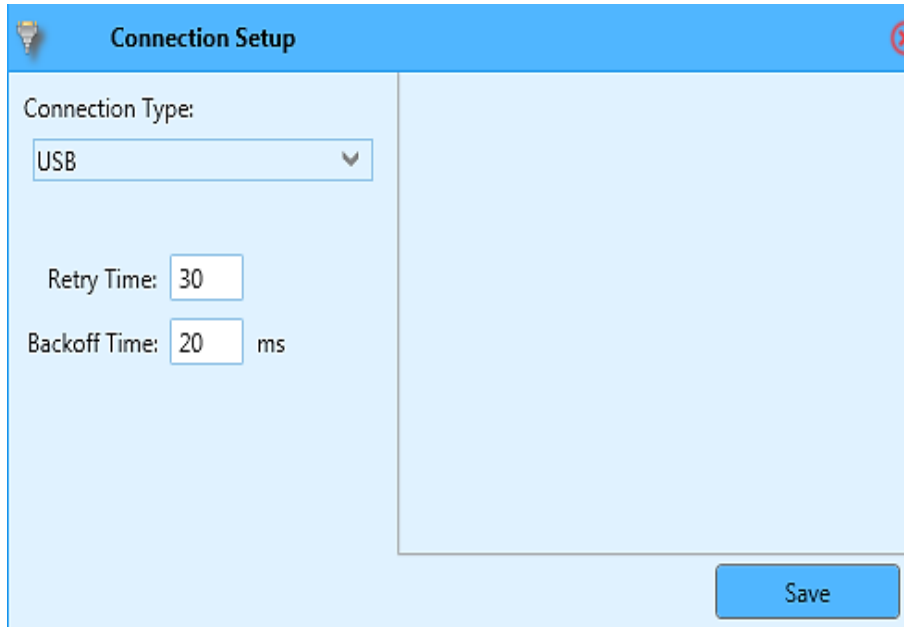 Connection Setup
Connection Type:
USB
Retry Time: 30
Backoff Time: 20 ms
Save